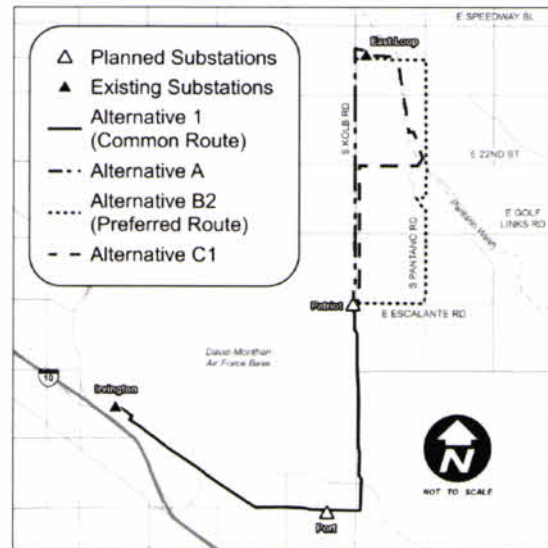 E SPEEDWAY BL
East Loop
△ Planned Substations
▲ Existing Substations
Alternative 1
(Common Route)
Alternative A
Alternative B2
(Preferred Route)
Alternative C1
S KOLB RD
E 22ND ST
Pantano Wash
E GOLF
LINKS RD
S PANTANO RD
Patriot
E ESCALANTE RD
Davis-Monthan
Air Force Base
10
Irvington
Port
N
NOT TO SCALE